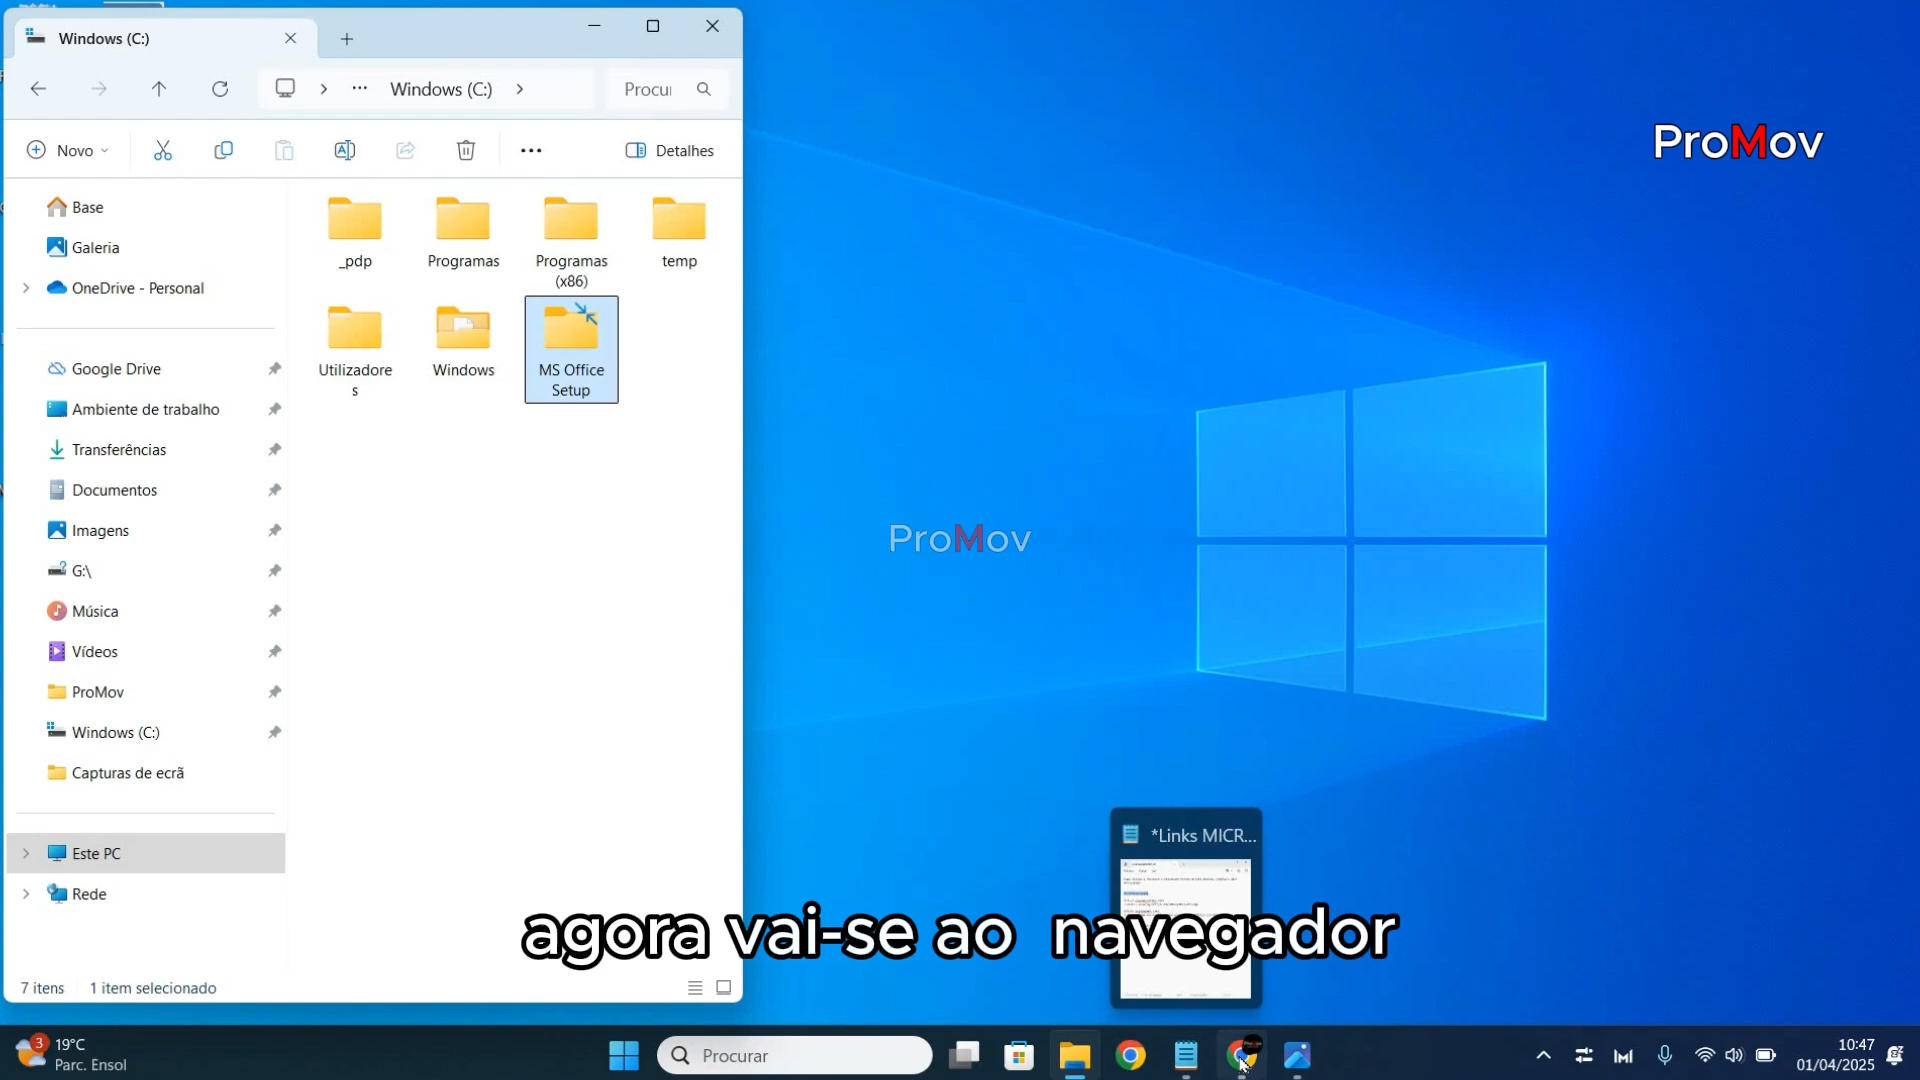 Windows (C:)
Windows (C:)
Procur
Novo
Detalhes
Base
Galeria
OneDrive - Personal
Google Drive
Ambiente de trabalho
Transferências
Documentos
Imagens
G:\
Música
Vídeos
ProMov
Windows (C:)
Capturas de ecrã
Este PC
Rede
_pdp
Programas
Programas
(x86)
temp
Utilizadore
s
Windows
MS Office
Setup
7 itens
1 item selecionado
ProMov
ProMov
*Links MICR...
agora vai-se ao navegador
3
19°C
Parc. Ensol
Procurar
10:47
01/04/2025